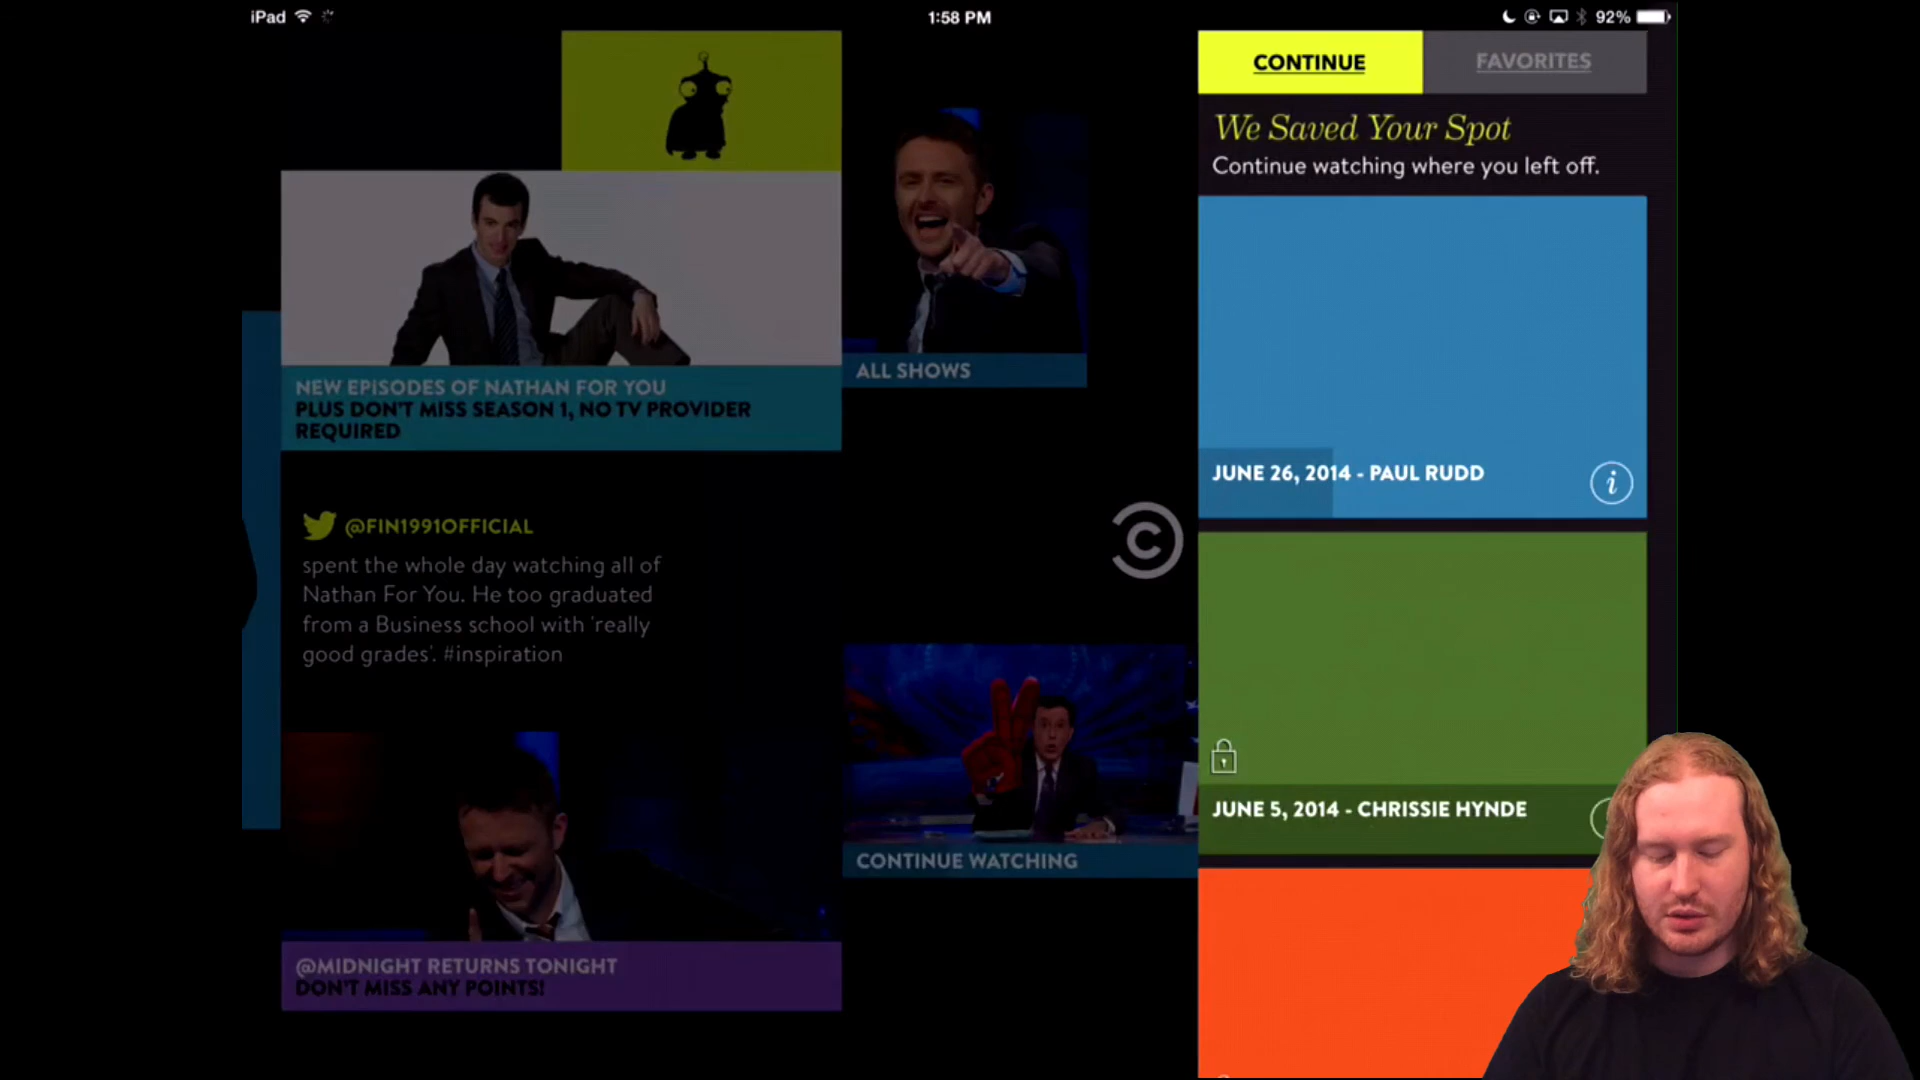 iPad
1:58 PM
92%
CONTINUE
FAVORITES
We Saved Your Spot
Continue watching where you left off.
NEW EPISODES OF NATHAN FOR YOU
PLUS DON'T MISS SEASON 1, NO TV PROVIDER
REQUIRED
ALL SHOWS
JUNE 26, 2014 - PAUL RUDD
i
@FIN1991OFFICIAL
spent the whole day watching all of
Nathan For You. He too graduated
from a Business school with 'really
good grades'. #inspiration
JUNE 5, 2014 - CHRISSIE HYNDE
CONTINUE WATCHING
@MIDNIGHT RETURNS TONIGHT
DON'T MISS ANY POINTS!